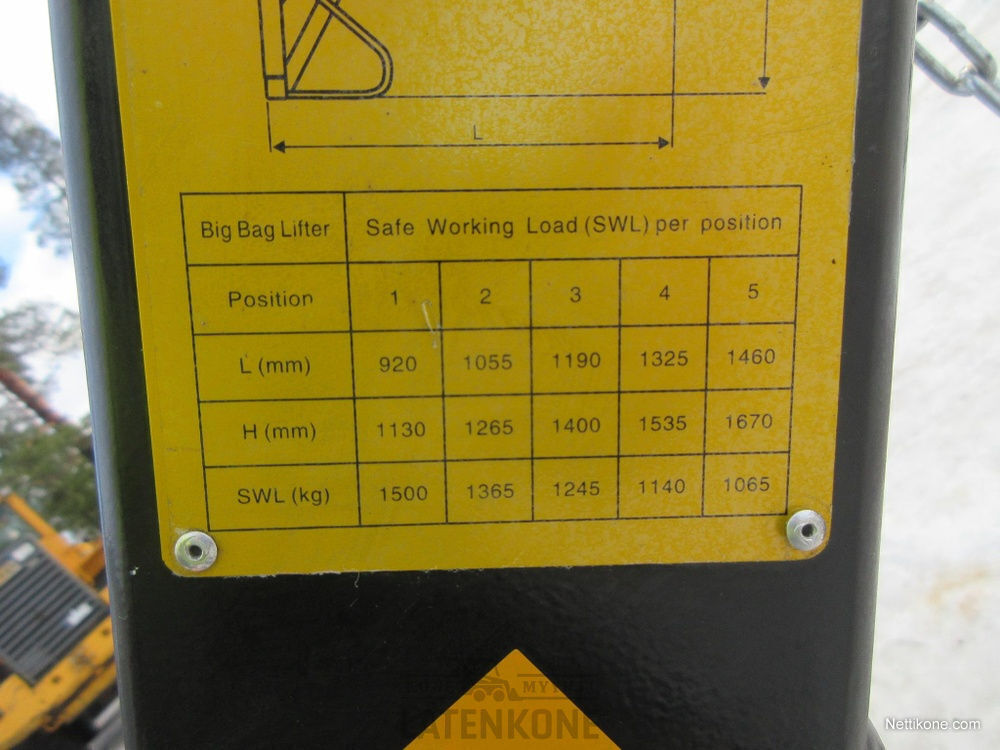 L
Big Bag Lifter Safe Working Load (SWL) per position
Position 1 2 3 4 5
L (mm) 920 1055 1190 1325 1460
H (mm) 1130 1265 1400 1535 1670
SWL (kg) 1500 1365 1245 1140 1065
LATENKONE
Nettikone.com